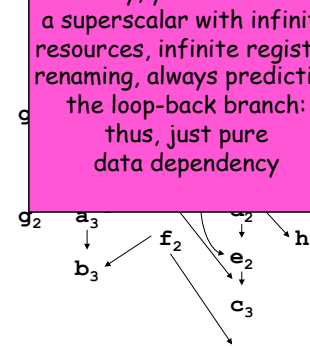 a superscalar with infinit
resources, infinite regist
renaming, always predicti
the loop-back branch:
thus, just pure
data dependency
g
g₂ a₃
f₂ h
b₃ e₂
c₃